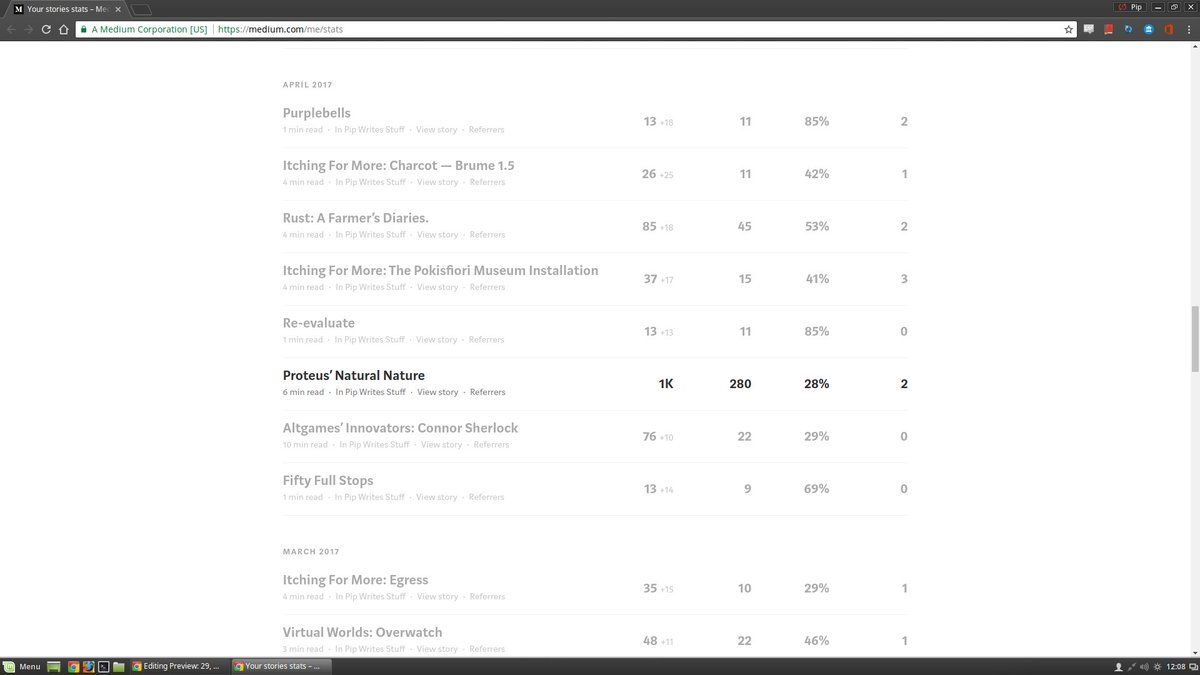 M Your stories stats – Me
Pip
A Medium Corporation [US] | https://medium.com/me/stats
APRIL 2017
Purplebells
1 min read · In Pip Writes Stuff · View story · Referrers
13 +18 11 85% 2
Itching For More: Charcot — Brume 1.5
4 min read · In Pip Writes Stuff · View story · Referrers
26 +25 11 42% 1
Rust: A Farmer’s Diaries.
4 min read · In Pip Writes Stuff · View story · Referrers
85 +18 45 53% 2
Itching For More: The Pokisfiori Museum Installation
4 min read · In Pip Writes Stuff · View story · Referrers
37 +17 15 41% 3
Re-evaluate
1 min read · In Pip Writes Stuff · View story · Referrers
13 +13 11 85% 0
Proteus’ Natural Nature
6 min read · In Pip Writes Stuff · View story · Referrers
1K 280 28% 2
Altgames’ Innovators: Connor Sherlock
10 min read · In Pip Writes Stuff · View story · Referrers
76 +10 22 29% 0
Fifty Full Stops
1 min read · In Pip Writes Stuff · View story · Referrers
13 +14 9 69% 0
MARCH 2017
Itching For More: Egress
4 min read · In Pip Writes Stuff · View story · Referrers
35 +15 10 29% 1
Virtual Worlds: Overwatch
3 min read · In Pip Writes Stuff · View story · Referrers
48 +11 22 46% 1
Menu Editing Preview: 29, ... Your stories stats – ... 12:08